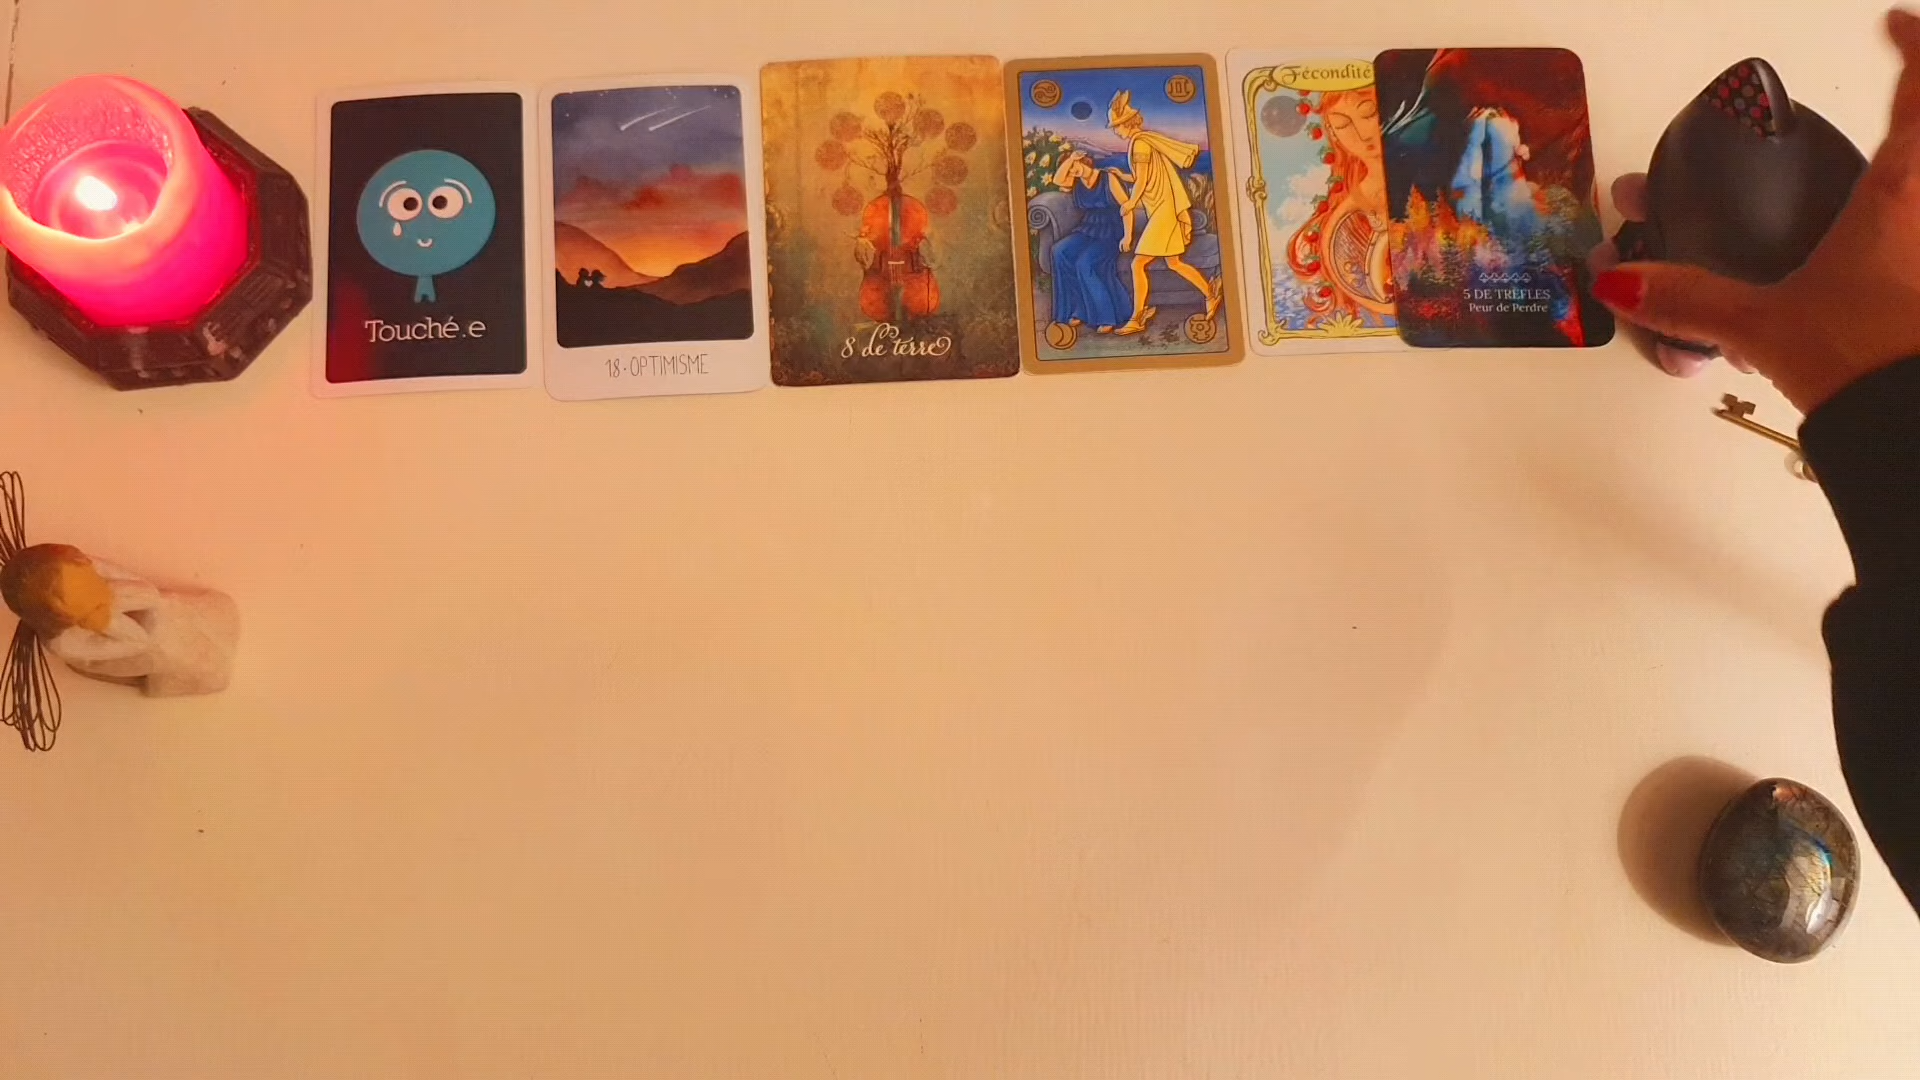 Touché.e
18.OPTIMISME
8 de terre
Fécondité
5 DE TRÈFLES
Peur de Perdre